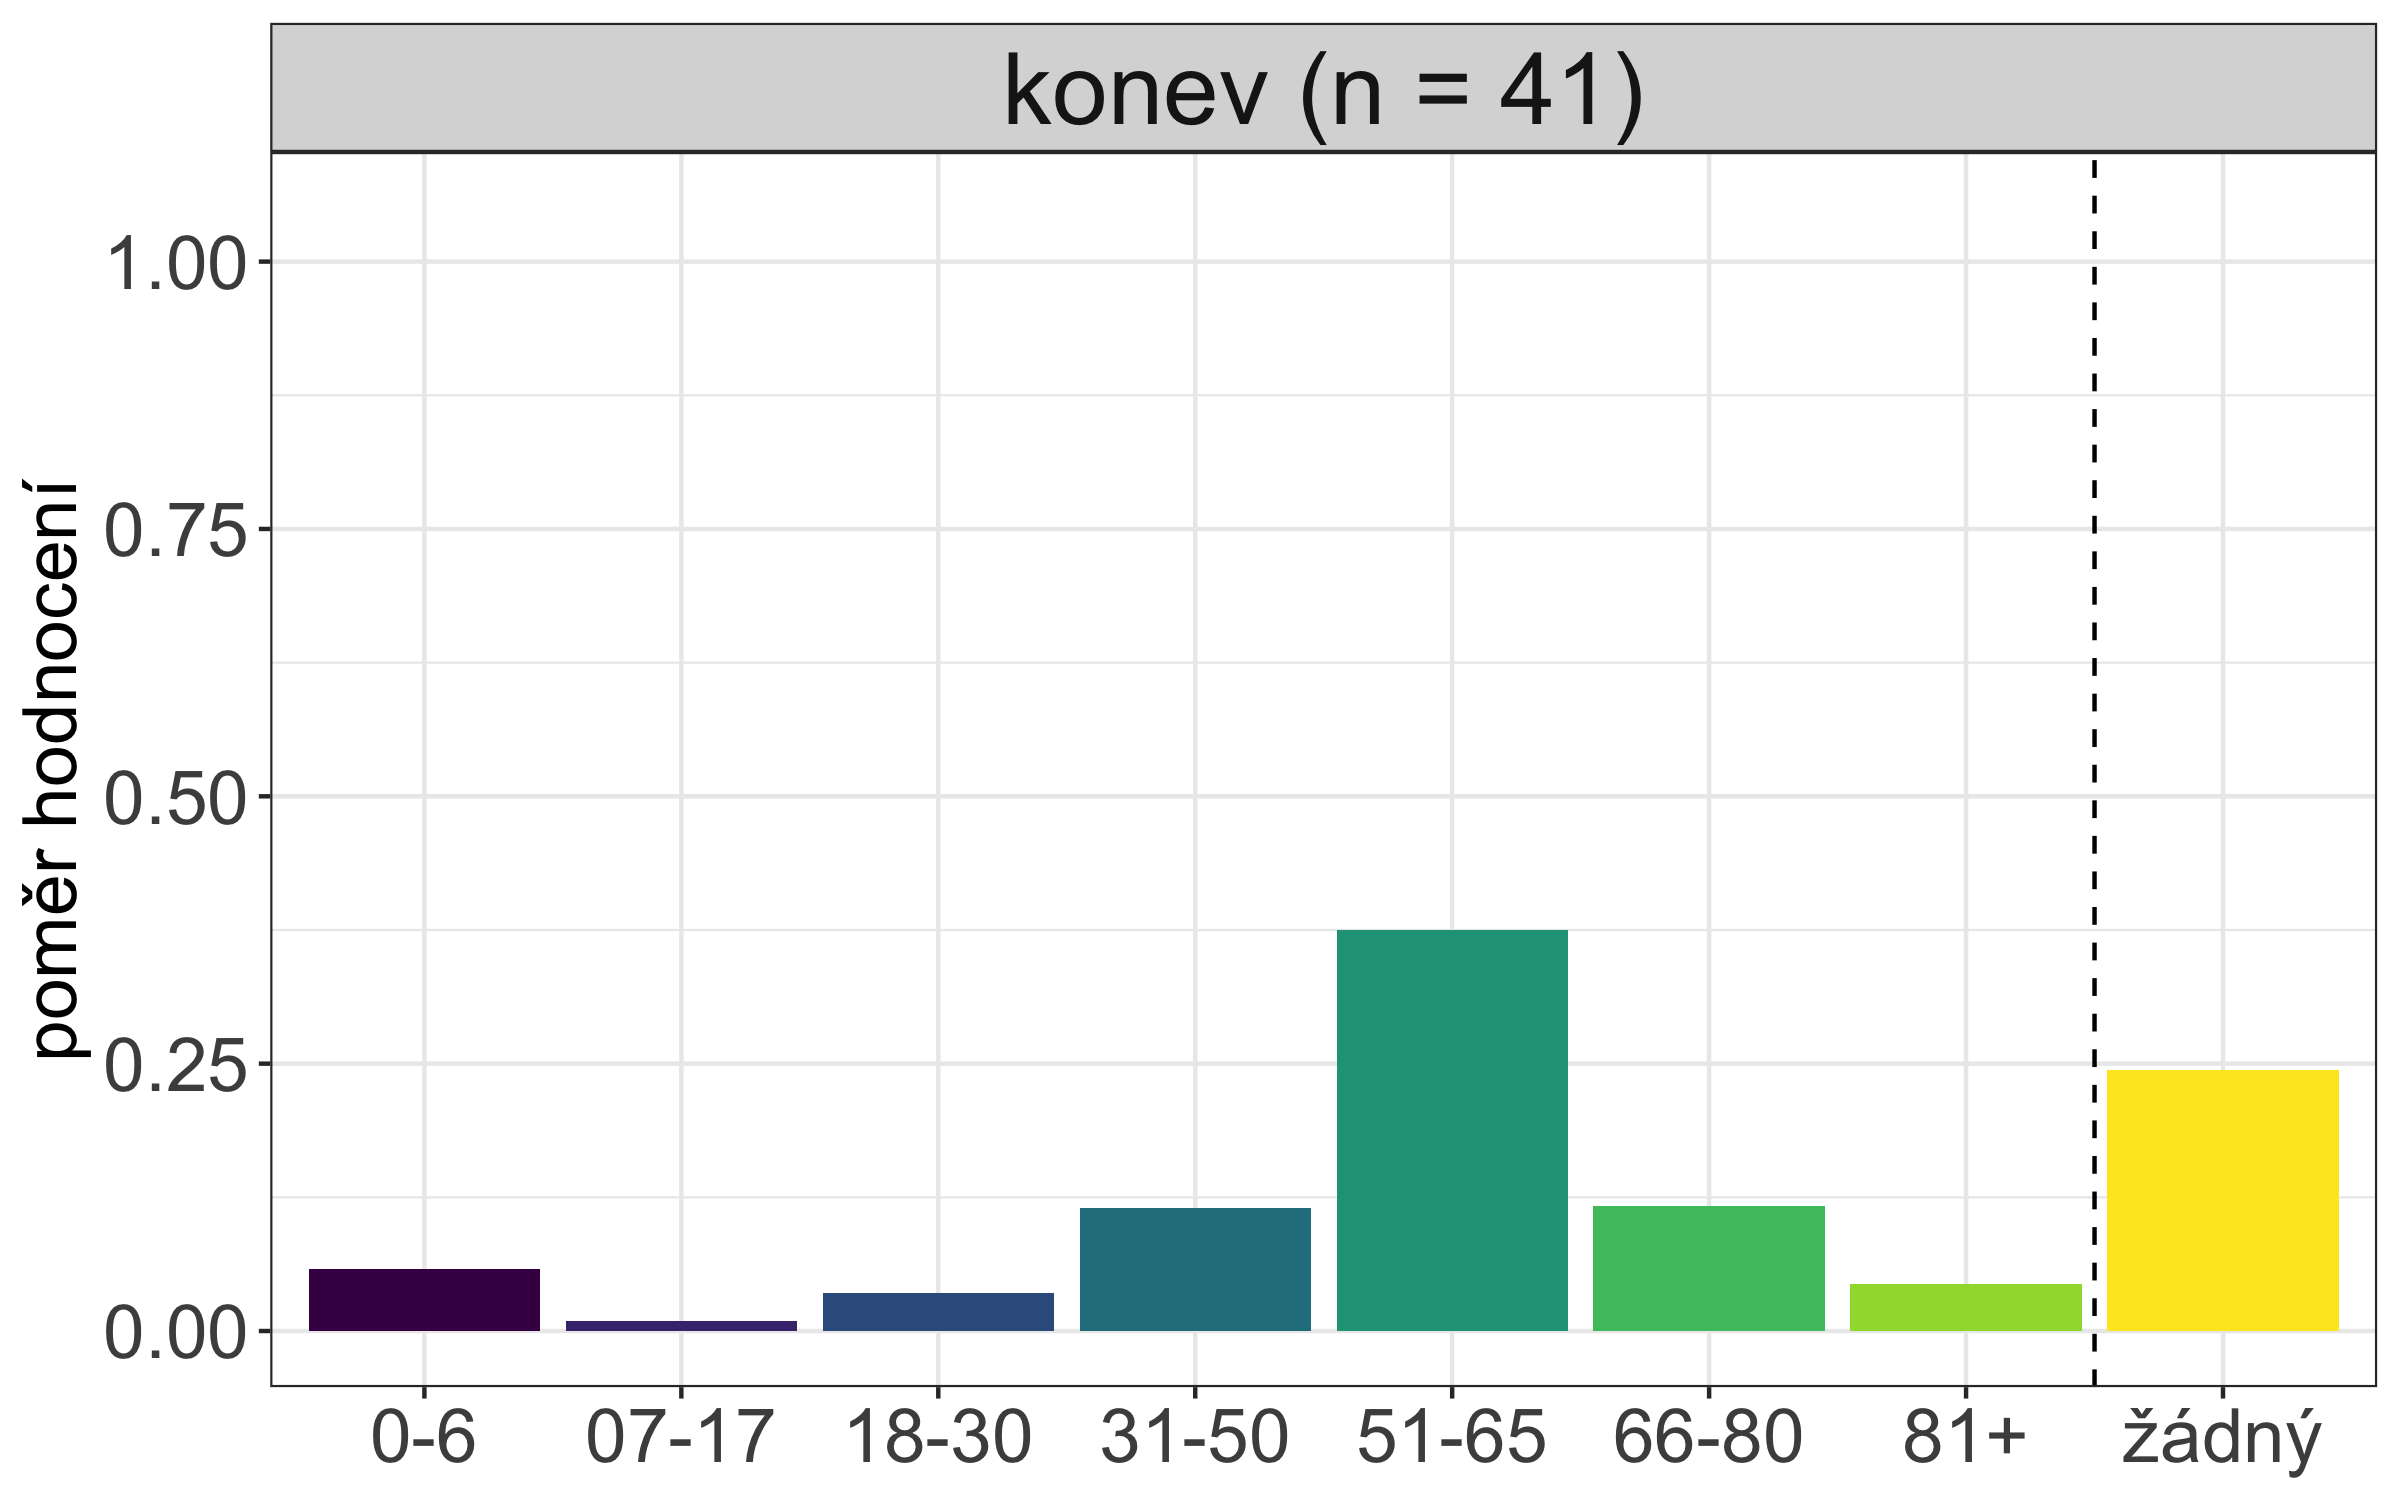 konev (n = 41)
poměr hodnocení
1.00
0.75
0.50
0.25
0.00
0-6 07-17 18-30 31-50 51-65 66-80 81+ žádný